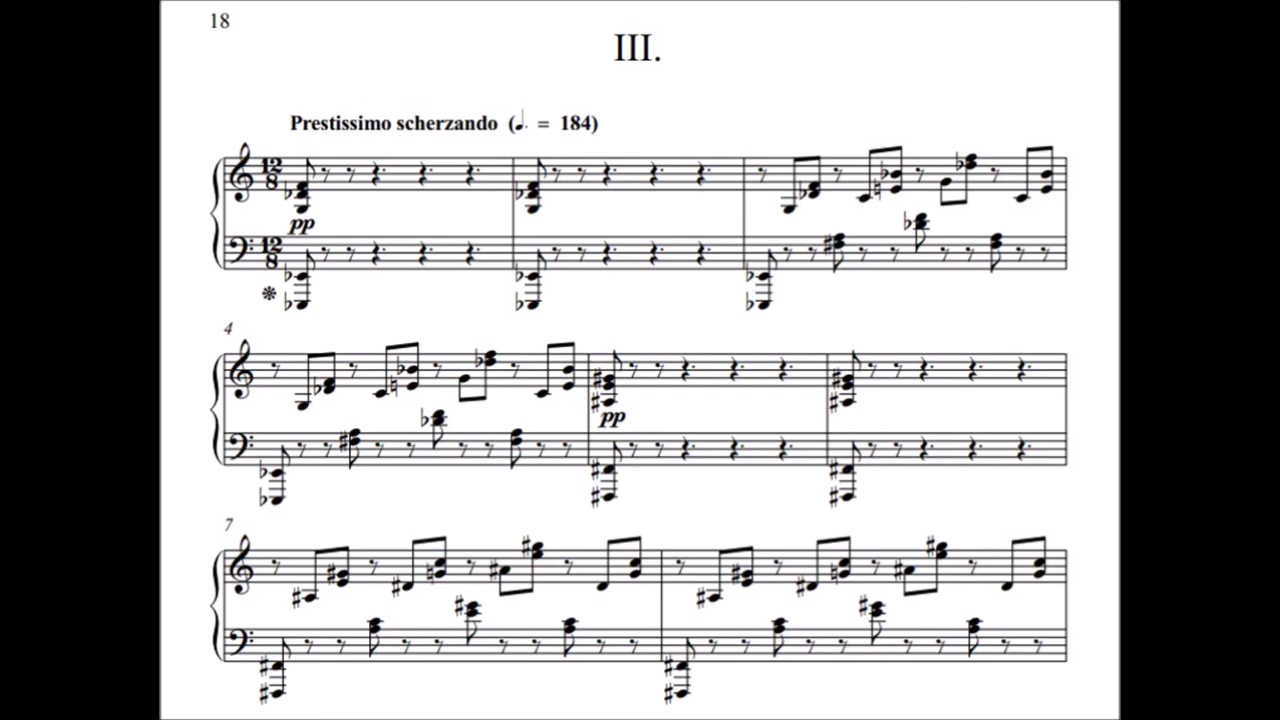 18
III.
Prestissimo scherzando (♩. = 184)
12
8
pp
12
8
4
pp
7